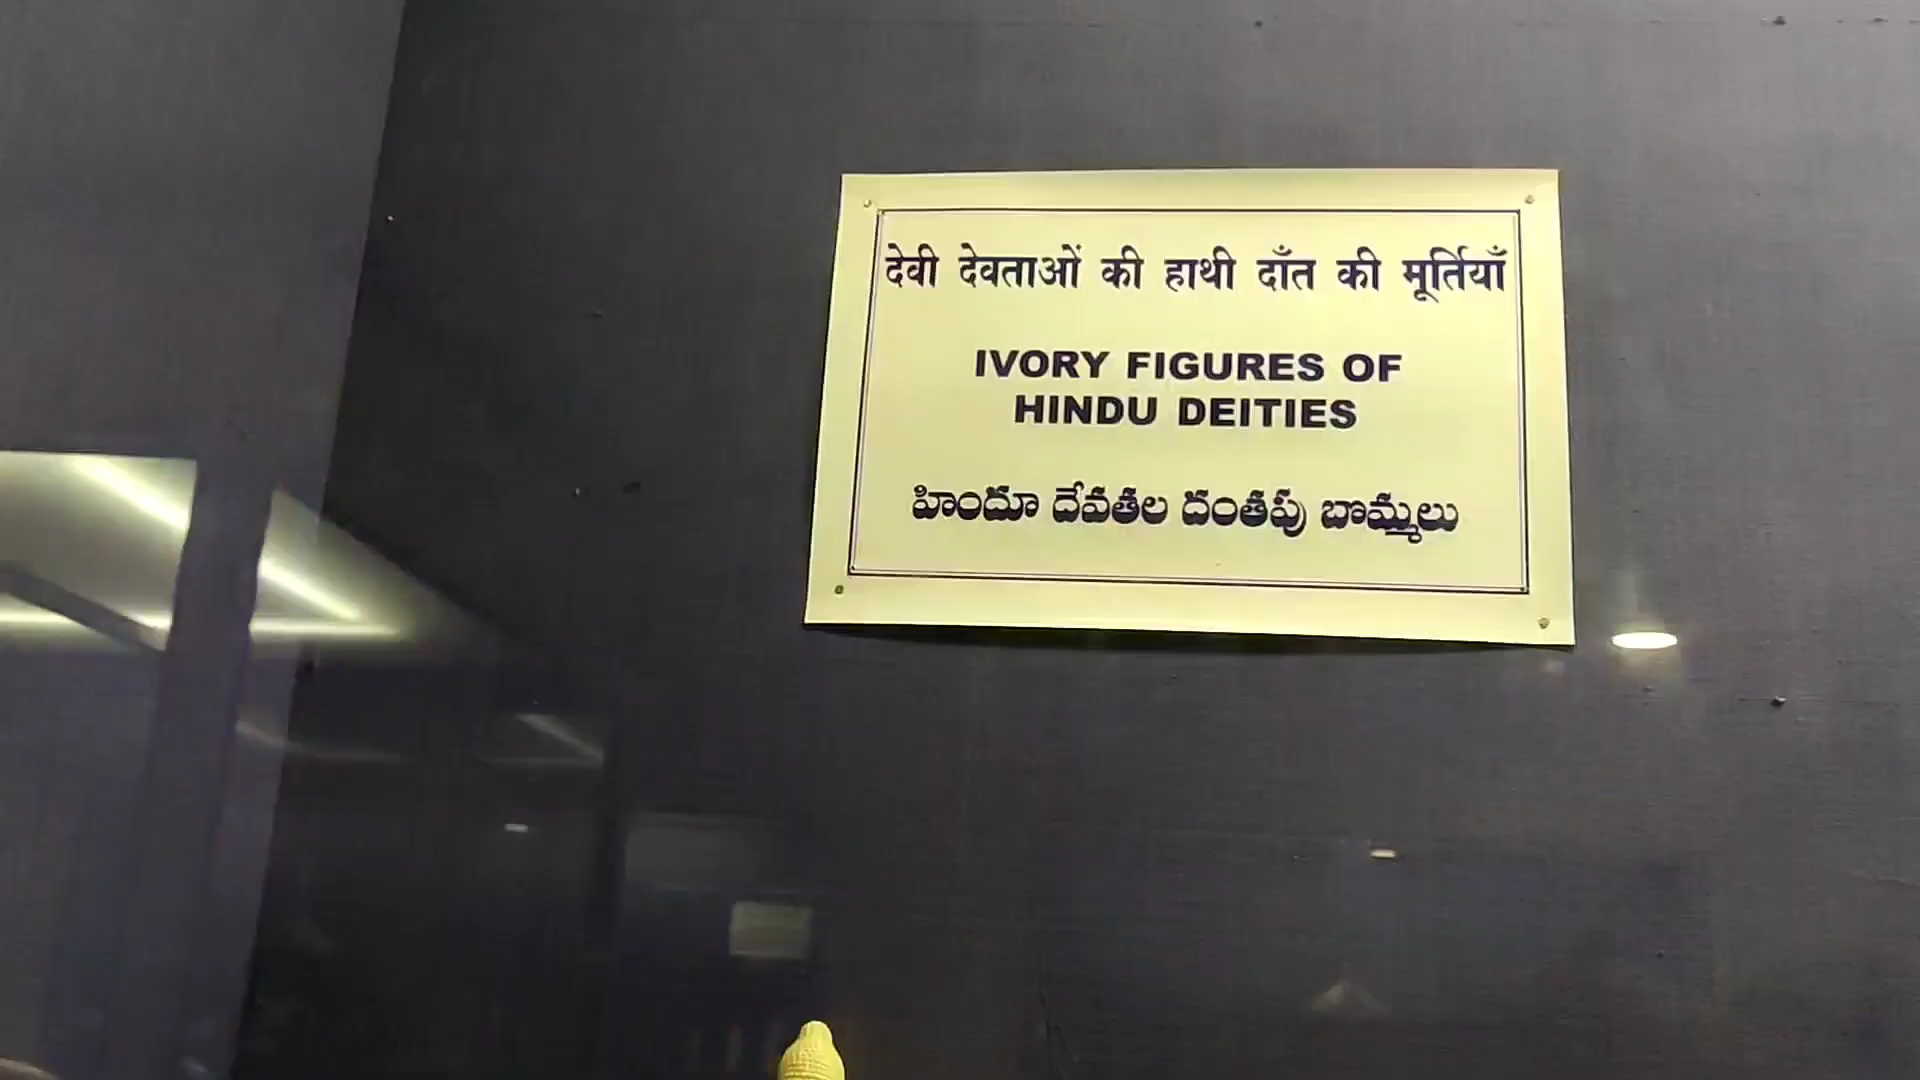 देवी देवताओं की हाथी दाँत की मूर्तियाँ
IVORY FIGURES OF
HINDU DEITIES
హిందూ దేవతల దంతపు బొమ్మలు